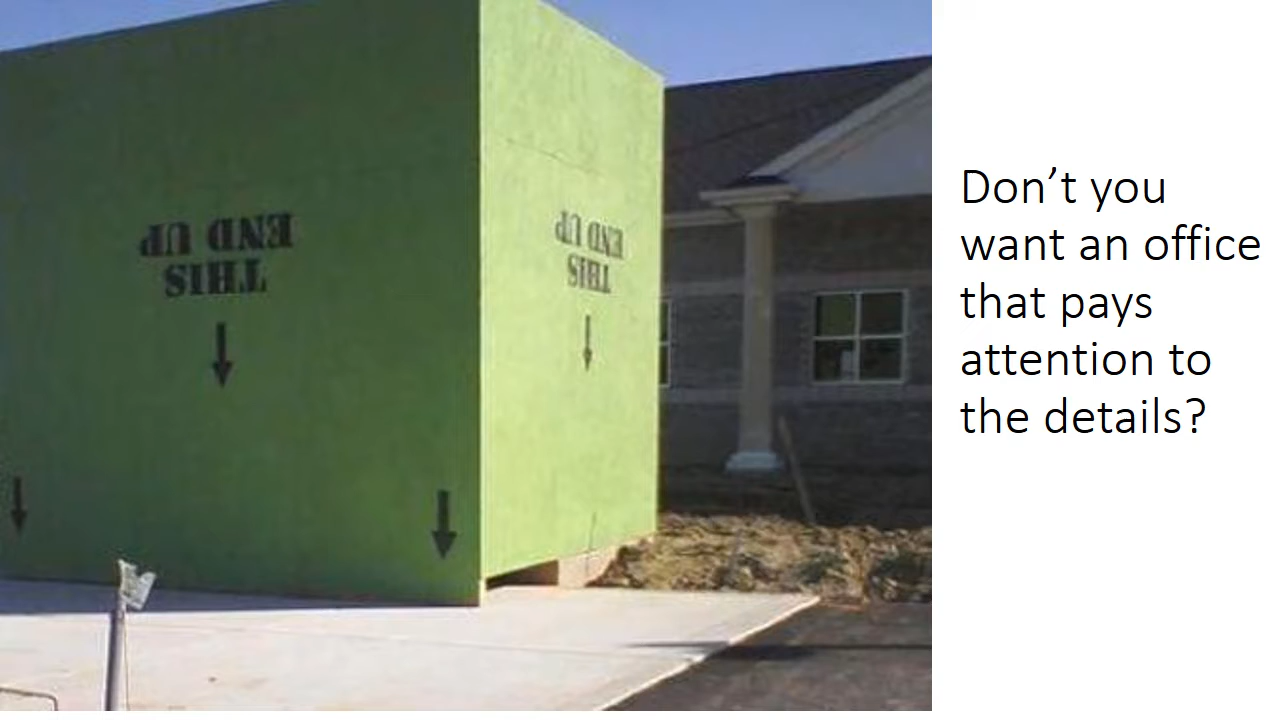 THIS
END UP
THIS
END UP
Don’t you
want an office
that pays
attention to
the details?